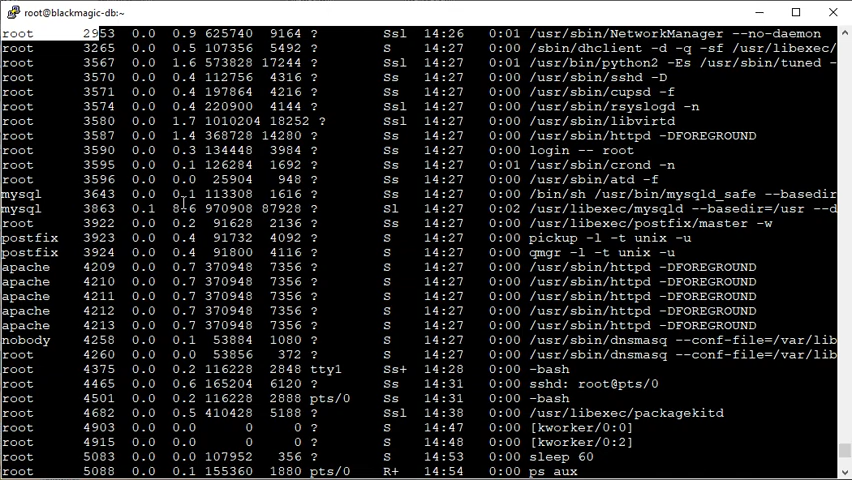 root@blackmagic-db:~
root 2953 0.0 0.9 625740 9164 ? Ssl 14:26 0:01 /usr/sbin/NetworkManager --no-daemon
root 3265 0.0 0.5 107356 5492 ? S 14:27 0:00 /sbin/dhclient -d -q -sf /usr/libexec/
root 3567 0.0 1.6 573828 17244 ? Ssl 14:27 0:01 /usr/bin/python2 -Es /usr/sbin/tuned -
root 3570 0.0 0.4 112756 4316 ? Ss 14:27 0:00 /usr/sbin/sshd -D
root 3571 0.0 0.4 197864 4216 ? Ss 14:27 0:00 /usr/sbin/cupsd -f
root 3574 0.0 0.4 220900 4144 ? Ssl 14:27 0:00 /usr/sbin/rsyslogd -n
root 3580 0.0 1.7 1010204 18252 ? Ssl 14:27 0:00 /usr/sbin/libvirtd
root 3587 0.0 1.4 368728 14280 ? Ss 14:27 0:00 /usr/sbin/httpd -DFOREGROUND
root 3590 0.0 0.3 134448 3984 ? Ss 14:27 0:00 login -- root
root 3595 0.0 0.1 126284 1692 ? Ss 14:27 0:01 /usr/sbin/crond -n
root 3596 0.0 0.0 25904 948 ? Ss 14:27 0:00 /usr/sbin/atd -f
mysql 3643 0.0 0.1 113308 1616 ? Ss 14:27 0:00 /bin/sh /usr/bin/mysqld_safe --basedir
mysql 3863 0.1 8.6 970908 87928 ? Sl 14:27 0:02 /usr/libexec/mysqld --basedir=/usr --d
root 3922 0.0 0.2 91628 2136 ? Ss 14:27 0:00 /usr/libexec/postfix/master -w
postfix 3923 0.0 0.4 91732 4092 ? S 14:27 0:00 pickup -l -t unix -u
postfix 3924 0.0 0.4 91800 4116 ? S 14:27 0:00 qmgr -l -t unix -u
apache 4209 0.0 0.7 370948 7356 ? S 14:27 0:00 /usr/sbin/httpd -DFOREGROUND
apache 4210 0.0 0.7 370948 7356 ? S 14:27 0:00 /usr/sbin/httpd -DFOREGROUND
apache 4211 0.0 0.7 370948 7356 ? S 14:27 0:00 /usr/sbin/httpd -DFOREGROUND
apache 4212 0.0 0.7 370948 7356 ? S 14:27 0:00 /usr/sbin/httpd -DFOREGROUND
apache 4213 0.0 0.7 370948 7356 ? S 14:27 0:00 /usr/sbin/httpd -DFOREGROUND
nobody 4258 0.0 0.1 53884 1080 ? S 14:27 0:00 /usr/sbin/dnsmasq --conf-file=/var/lib
root 4260 0.0 0.0 53856 372 ? S 14:27 0:00 /usr/sbin/dnsmasq --conf-file=/var/lib
root 4375 0.0 0.2 116228 2848 tty1 Ss+ 14:28 0:00 -bash
root 4465 0.0 0.6 165204 6120 ? Ss 14:31 0:00 sshd: root@pts/0
root 4501 0.0 0.2 116228 2888 pts/0 Ss 14:31 0:00 -bash
root 4682 0.0 0.5 410428 5188 ? Ssl 14:38 0:00 /usr/libexec/packagekitd
root 4903 0.0 0.0 0 0 ? S 14:47 0:00 [kworker/0:0]
root 4915 0.0 0.0 0 0 ? S 14:48 0:00 [kworker/0:2]
root 5083 0.0 0.0 107952 356 ? S 14:53 0:00 sleep 60
root 5088 0.0 0.1 155360 1880 pts/0 R+ 14:54 0:00 ps aux